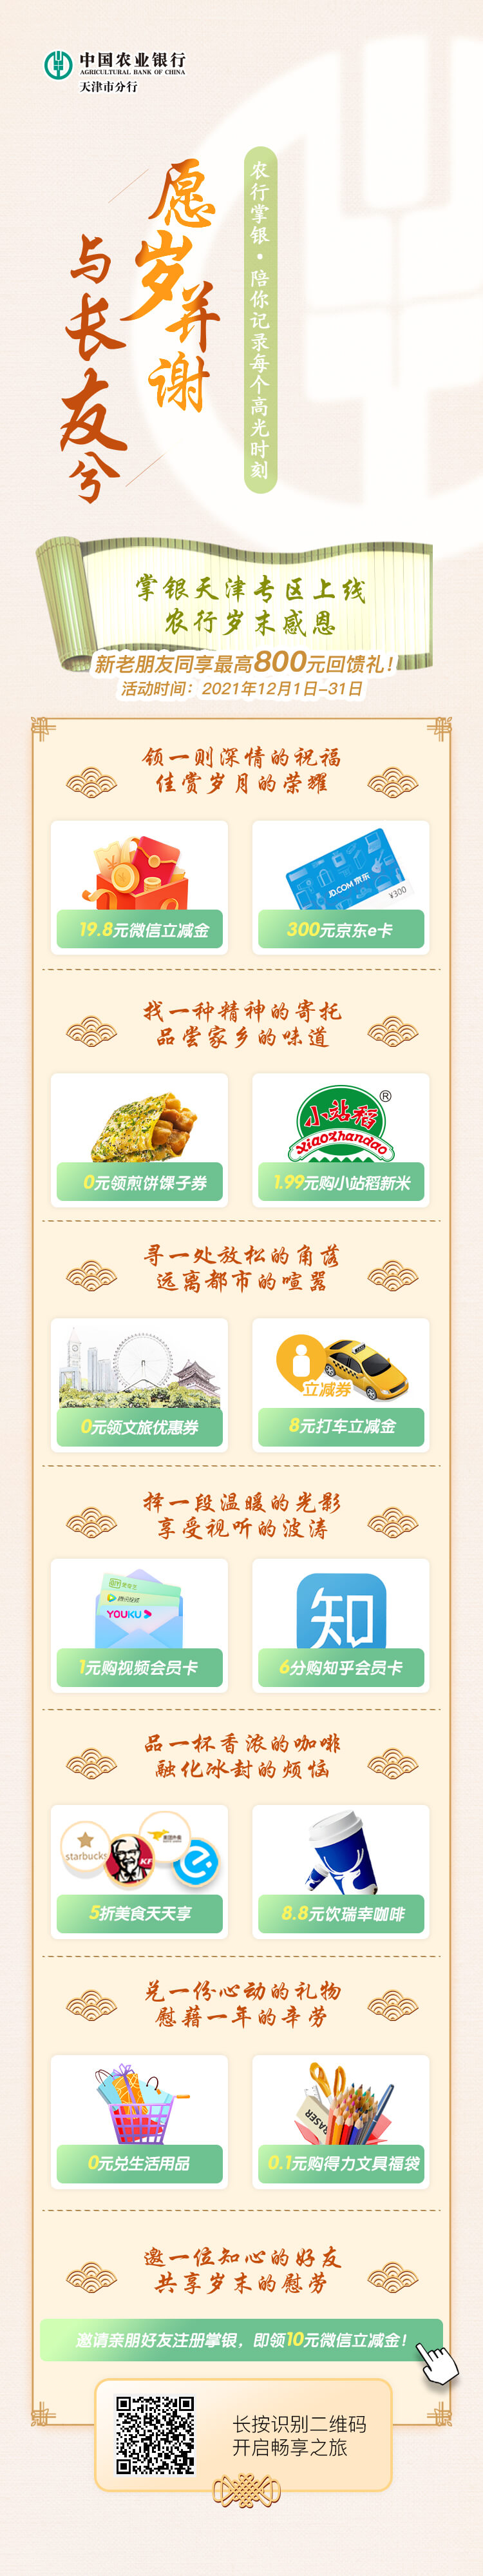 中国农业银行
AGRICULTURAL BANK OF CHINA
天津市分行
愿岁并谢
与长友兮
农行掌银·陪你记录每个高光时刻
掌银天津专区上线
农行岁末感恩
新老朋友同享最高800元回馈礼!
活动时间:2021年12月1日-31日
领一则深情的祝福
佳赏岁月的荣耀
JD.COM 京东
¥300
19.8元微信立减金
300元京东e卡
找一种精神的寄托
品尝家乡的味道
小站稻
®
xiaozhandao
0元领煎饼馃子券
1.99元购小站稻新米
寻一处放松的角落
远离都市的喧嚣
立减券
0元领文旅优惠券
8元打车立减金
择一段温暖的光影
享受视听的波涛
腾讯视频
YOUKU
知
1元购视频会员卡
6分购知乎会员卡
品一杯香浓的咖啡
融化冰封的烦恼
starbucks
KF
美团外卖
5折美食天天享
8.8元饮瑞幸咖啡
兑一份心动的礼物
慰藉一年的辛劳
ERASER
0元兑生活用品
0.1元购得力文具福袋
邀一位知心的好友
共享岁末的慰劳
邀请亲朋好友注册掌银，即领10元微信立减金!
长按识别二维码
开启畅享之旅